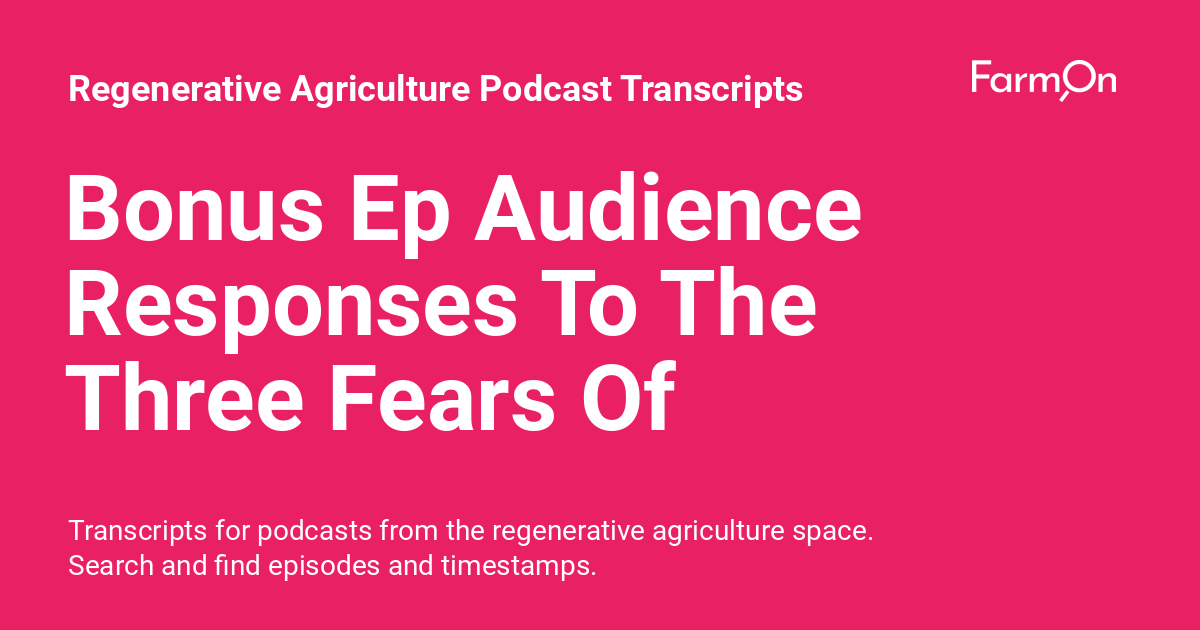 Regenerative Agriculture Podcast Transcripts
FarmOn
Bonus Ep Audience
Responses To The
Three Fears Of
Transcripts for podcasts from the regenerative agriculture space.
Search and find episodes and timestamps.